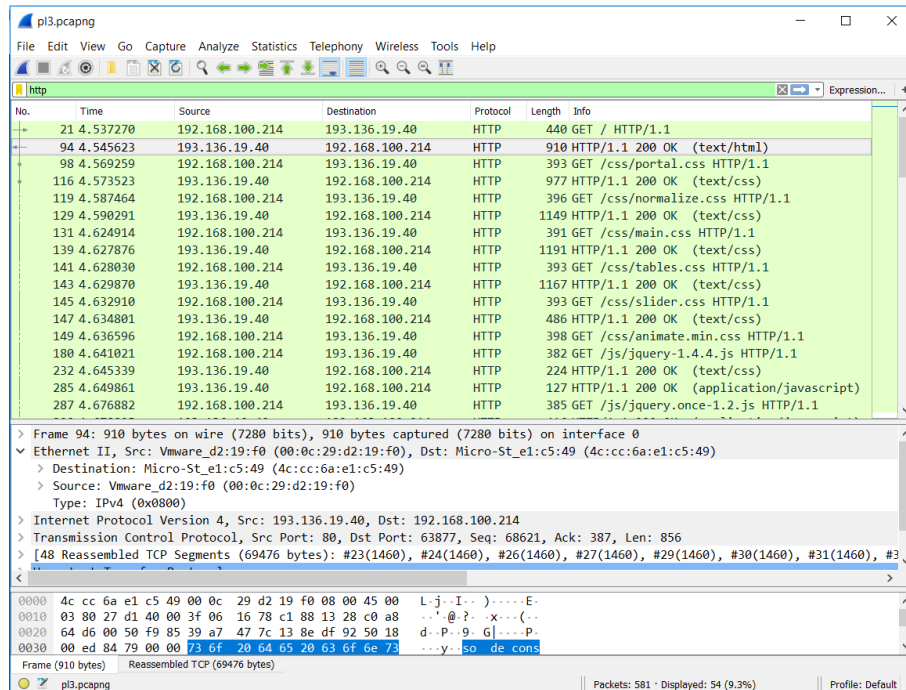 pl3.pcapng
File Edit View Go Capture Analyze Statistics Telephony Wireless Tools Help
http Expression... +
No. Time Source Destination Protocol Length Info
21 4.537270 192.168.100.214 193.136.19.40 HTTP 440 GET / HTTP/1.1
94 4.545623 193.136.19.40 192.168.100.214 HTTP 910 HTTP/1.1 200 OK (text/html)
98 4.569259 192.168.100.214 193.136.19.40 HTTP 393 GET /css/portal.css HTTP/1.1
116 4.573523 193.136.19.40 192.168.100.214 HTTP 977 HTTP/1.1 200 OK (text/css)
119 4.587464 192.168.100.214 193.136.19.40 HTTP 396 GET /css/normalize.css HTTP/1.1
129 4.590291 193.136.19.40 192.168.100.214 HTTP 1149 HTTP/1.1 200 OK (text/css)
131 4.624914 192.168.100.214 193.136.19.40 HTTP 391 GET /css/main.css HTTP/1.1
139 4.627876 193.136.19.40 192.168.100.214 HTTP 1191 HTTP/1.1 200 OK (text/css)
141 4.628030 192.168.100.214 193.136.19.40 HTTP 393 GET /css/tables.css HTTP/1.1
143 4.629870 193.136.19.40 192.168.100.214 HTTP 1167 HTTP/1.1 200 OK (text/css)
145 4.632910 192.168.100.214 193.136.19.40 HTTP 393 GET /css/slider.css HTTP/1.1
147 4.634801 193.136.19.40 192.168.100.214 HTTP 486 HTTP/1.1 200 OK (text/css)
149 4.636596 192.168.100.214 193.136.19.40 HTTP 398 GET /css/animate.min.css HTTP/1.1
180 4.641021 192.168.100.214 193.136.19.40 HTTP 382 GET /js/jquery-1.4.4.js HTTP/1.1
232 4.645339 193.136.19.40 192.168.100.214 HTTP 224 HTTP/1.1 200 OK (text/css)
285 4.649861 193.136.19.40 192.168.100.214 HTTP 127 HTTP/1.1 200 OK (application/javascript)
287 4.676882 192.168.100.214 193.136.19.40 HTTP 385 GET /js/jquery.once-1.2.js HTTP/1.1
> Frame 94: 910 bytes on wire (7280 bits), 910 bytes captured (7280 bits) on interface 0
Ethernet II, Src: Vmware_d2:19:f0 (00:0c:29:d2:19:f0), Dst: Micro-St_e1:c5:49 (4c:cc:6a:e1:c5:49)
> Destination: Micro-St_e1:c5:49 (4c:cc:6a:e1:c5:49)
> Source: Vmware_d2:19:f0 (00:0c:29:d2:19:f0)
Type: IPv4 (0x0800)
> Internet Protocol Version 4, Src: 193.136.19.40, Dst: 192.168.100.214
> Transmission Control Protocol, Src Port: 80, Dst Port: 63877, Seq: 68621, Ack: 387, Len: 856
> [48 Reassembled TCP Segments (69476 bytes): #23(1460), #24(1460), #26(1460), #27(1460), #29(1460), #30(1460), #31(1460), #3
0000 4c cc 6a e1 c5 49 00 0c 29 d2 19 f0 08 00 45 00 L·j··I·· )·····E·
0010 03 80 27 d1 40 00 3f 06 16 78 c1 88 13 28 c0 a8 ··'·@·?· ·x···(··
0020 64 d6 00 50 f9 85 39 a7 47 7c 13 8e df 92 50 18 d··P··9· G|····P·
0030 00 ed 84 79 00 00 73 6f 20 64 65 20 63 6f 6e 73 ···y··so de cons
Frame (910 bytes) Reassembled TCP (69476 bytes)
pl3.pcapng Packets: 581 · Displayed: 54 (9.3%) Profile: Default